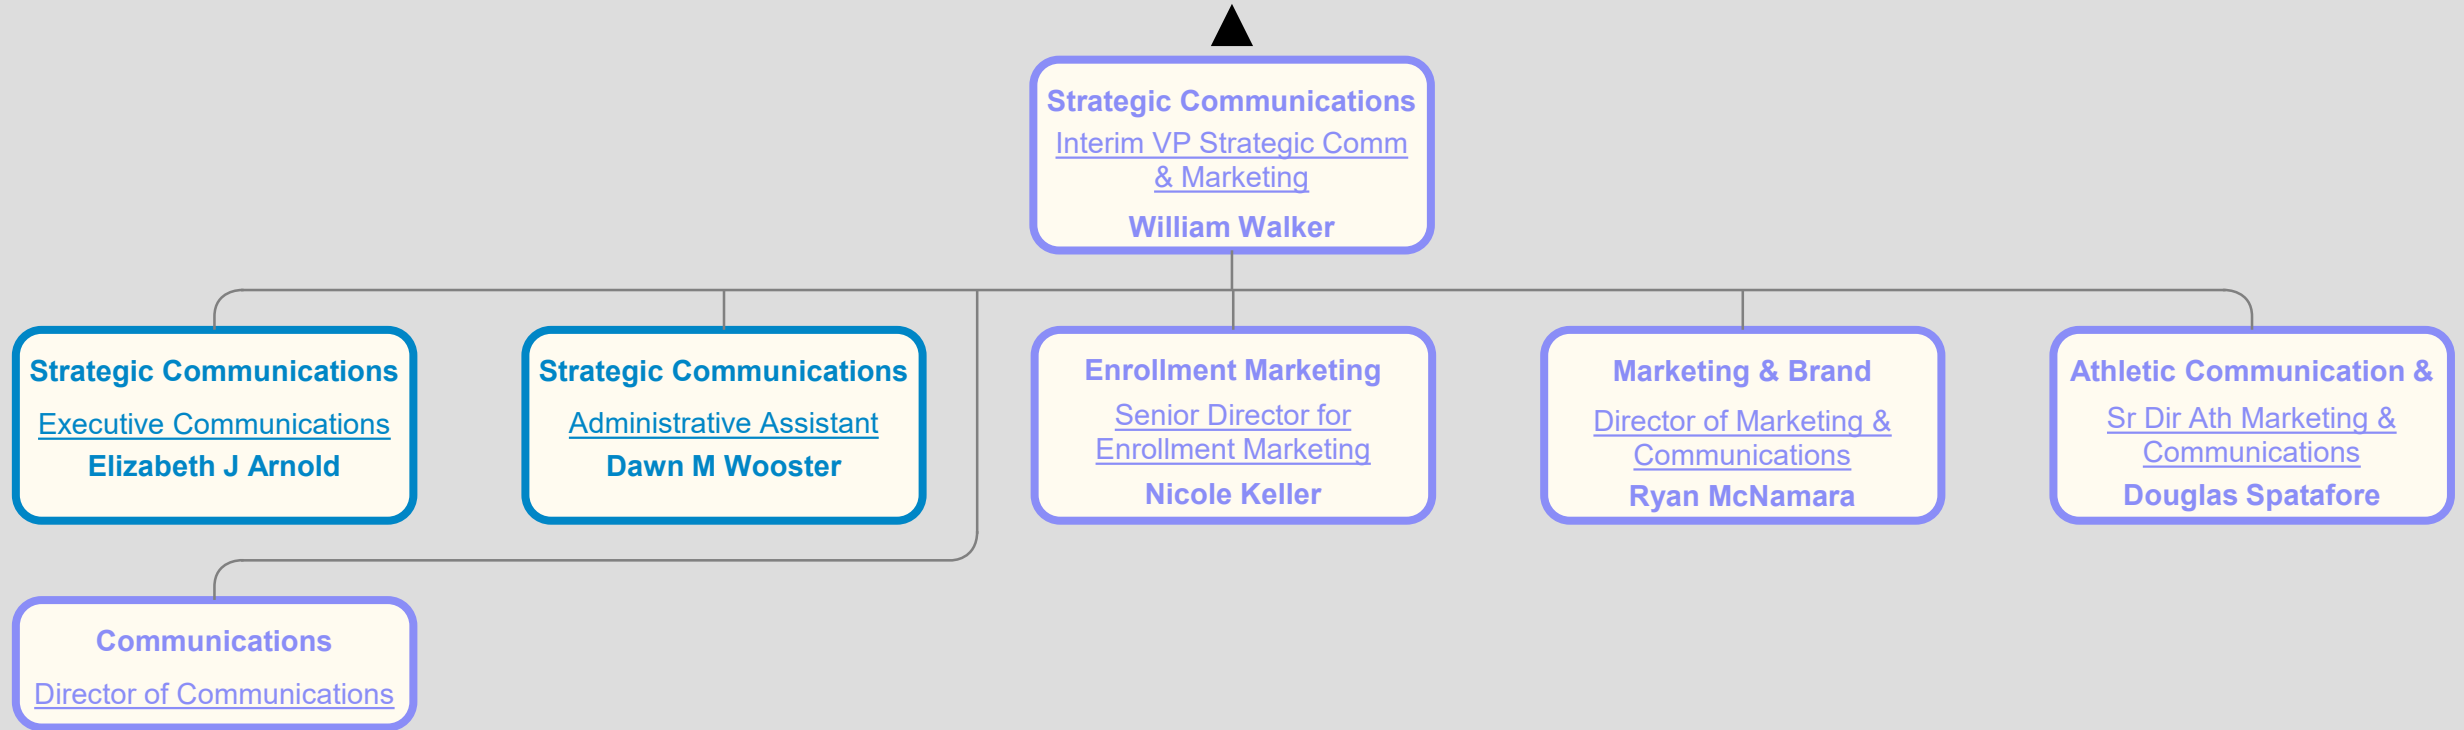 Strategic Communications
Interim VP Strategic Comm
& Marketing
William Walker
Strategic Communications
Executive Communications
Elizabeth J Arnold
Strategic Communications
Administrative Assistant
Dawn M Wooster
Enrollment Marketing
Senior Director for
Enrollment Marketing
Nicole Keller
Marketing & Brand
Director of Marketing &
Communications
Ryan McNamara
Athletic Communication &
Sr Dir Ath Marketing &
Communications
Douglas Spatafore
Communications
Director of Communications